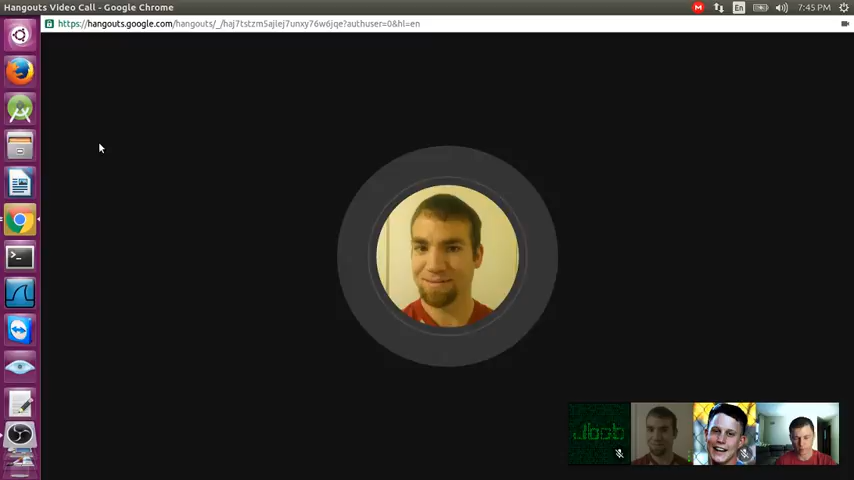 Hangouts Video Call - Google Chrome
En
7:45 PM
https://hangouts.google.com/hangouts/_/haj7tstzm5ajlej7unxy76w6jqe?authuser=0&hl=en
Jbob